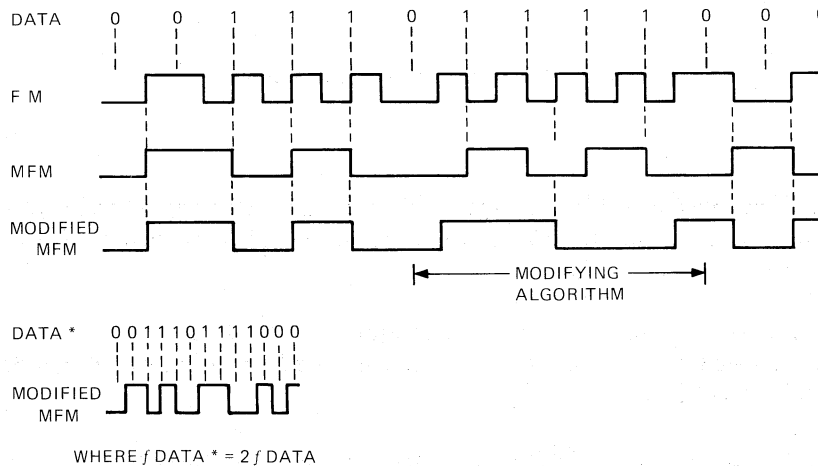 DATA 0 0 1 1 1 0 1 1 1 1 0 0
F M
MFM
MODIFIED
MFM
MODIFYING
ALGORITHM
DATA * 0 0 1 1 1 0 1 1 1 1 0 0 0
MODIFIED
MFM
WHERE f DATA * = 2 f DATA